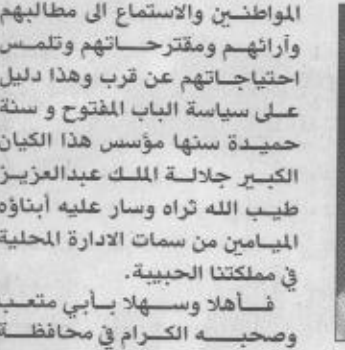 المواطنين والاستماع الى مطالبهم
وآرائهم ومقترحاتهم وتلمس
احتياجاتهم عن قرب وهذا دليل
على سياسة الباب المفتوح و سنة
حميدة سنها مؤسس هذا الكيان
الكبير جلالة الملك عبدالعزيز
طيب الله ثراه وسار عليه أبناؤه
الميامين من سمات الادارة المحلية
في مملكتنا الحبيبة.
فأهلا وسهلا بأبي متعب
وصحبه الكرام في محافظة